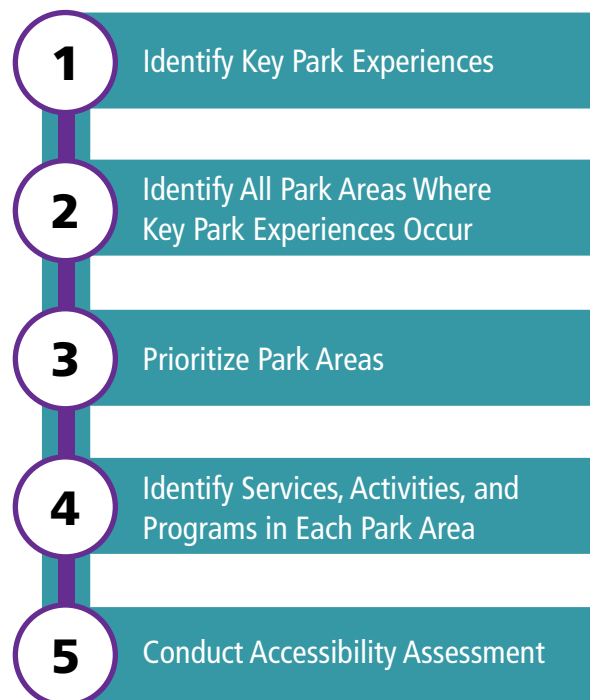 1
Identify Key Park Experiences
2
Identify All Park Areas Where
Key Park Experiences Occur
3
Prioritize Park Areas
4
Identify Services, Activities, and
Programs in Each Park Area
5
Conduct Accessibility Assessment